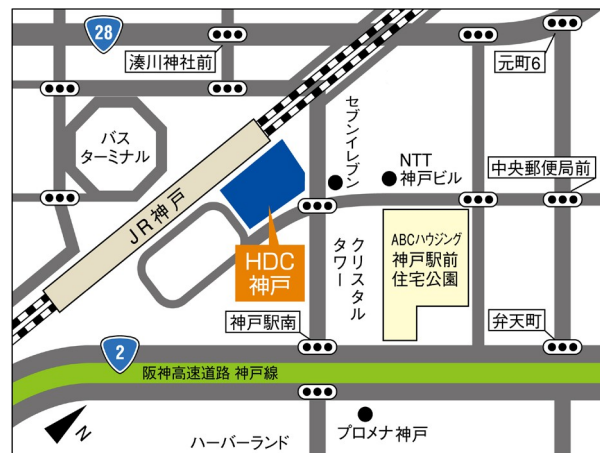 28
湊川神社前
元町6
バス
ターミナル
セブンイレブン
NTT
神戸ビル
中央郵便局前
JR神戸
HDC
神戸
クリスタル
タワー
ABCハウジング
神戸駅前
住宅公園
神戸駅南
弁天町
2
阪神高速道路 神戸線
N
ハーバーランド
プロメナ神戸